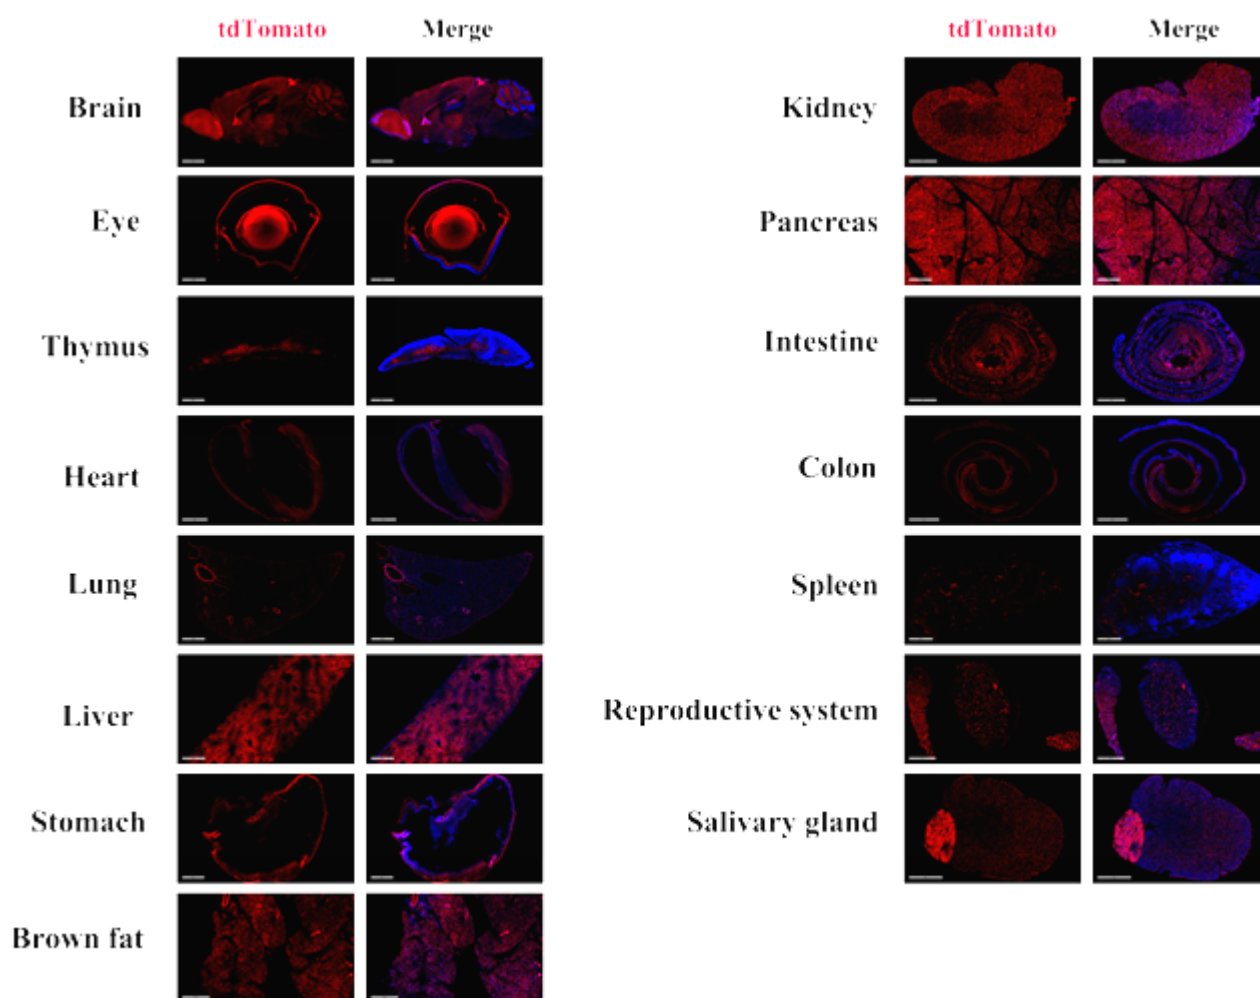 tdTomato Merge
Brain
Eye
Thymus
Heart
Lung
Liver
Stomach
Brown fat
tdTomato Merge
Kidney
Pancreas
Intestine
Colon
Spleen
Reproductive system
Salivary gland